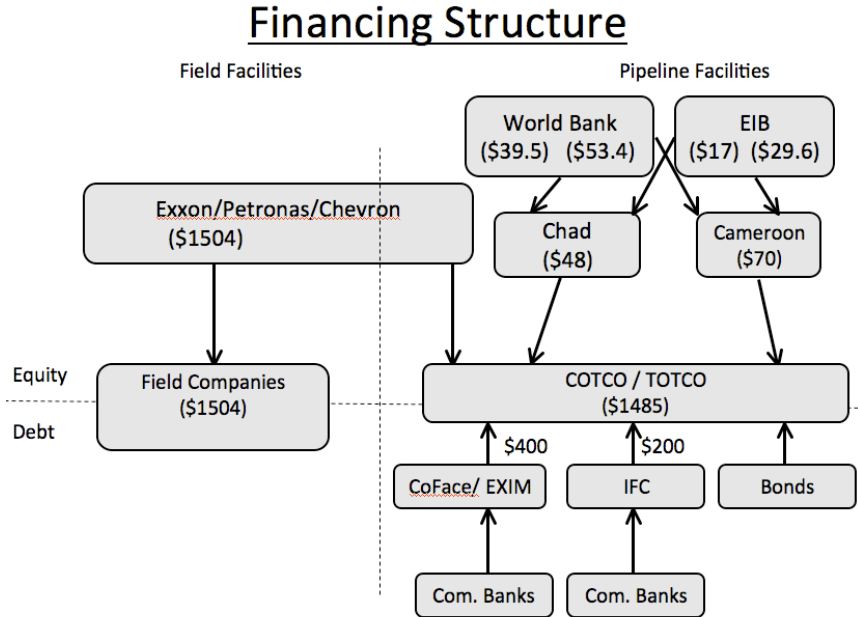 Financing Structure
Field Facilities
Pipeline Facilities
World Bank
($39.5) ($53.4)
EIB
($17) ($29.6)
Exxon/Petronas/Chevron
($1504)
Chad
($48)
Cameroon
($70)
Equity
Debt
Field Companies
($1504)
COTCO / TOTCO
($1485)
$400
$200
CoFace/ EXIM
IFC
Bonds
Com. Banks
Com. Banks